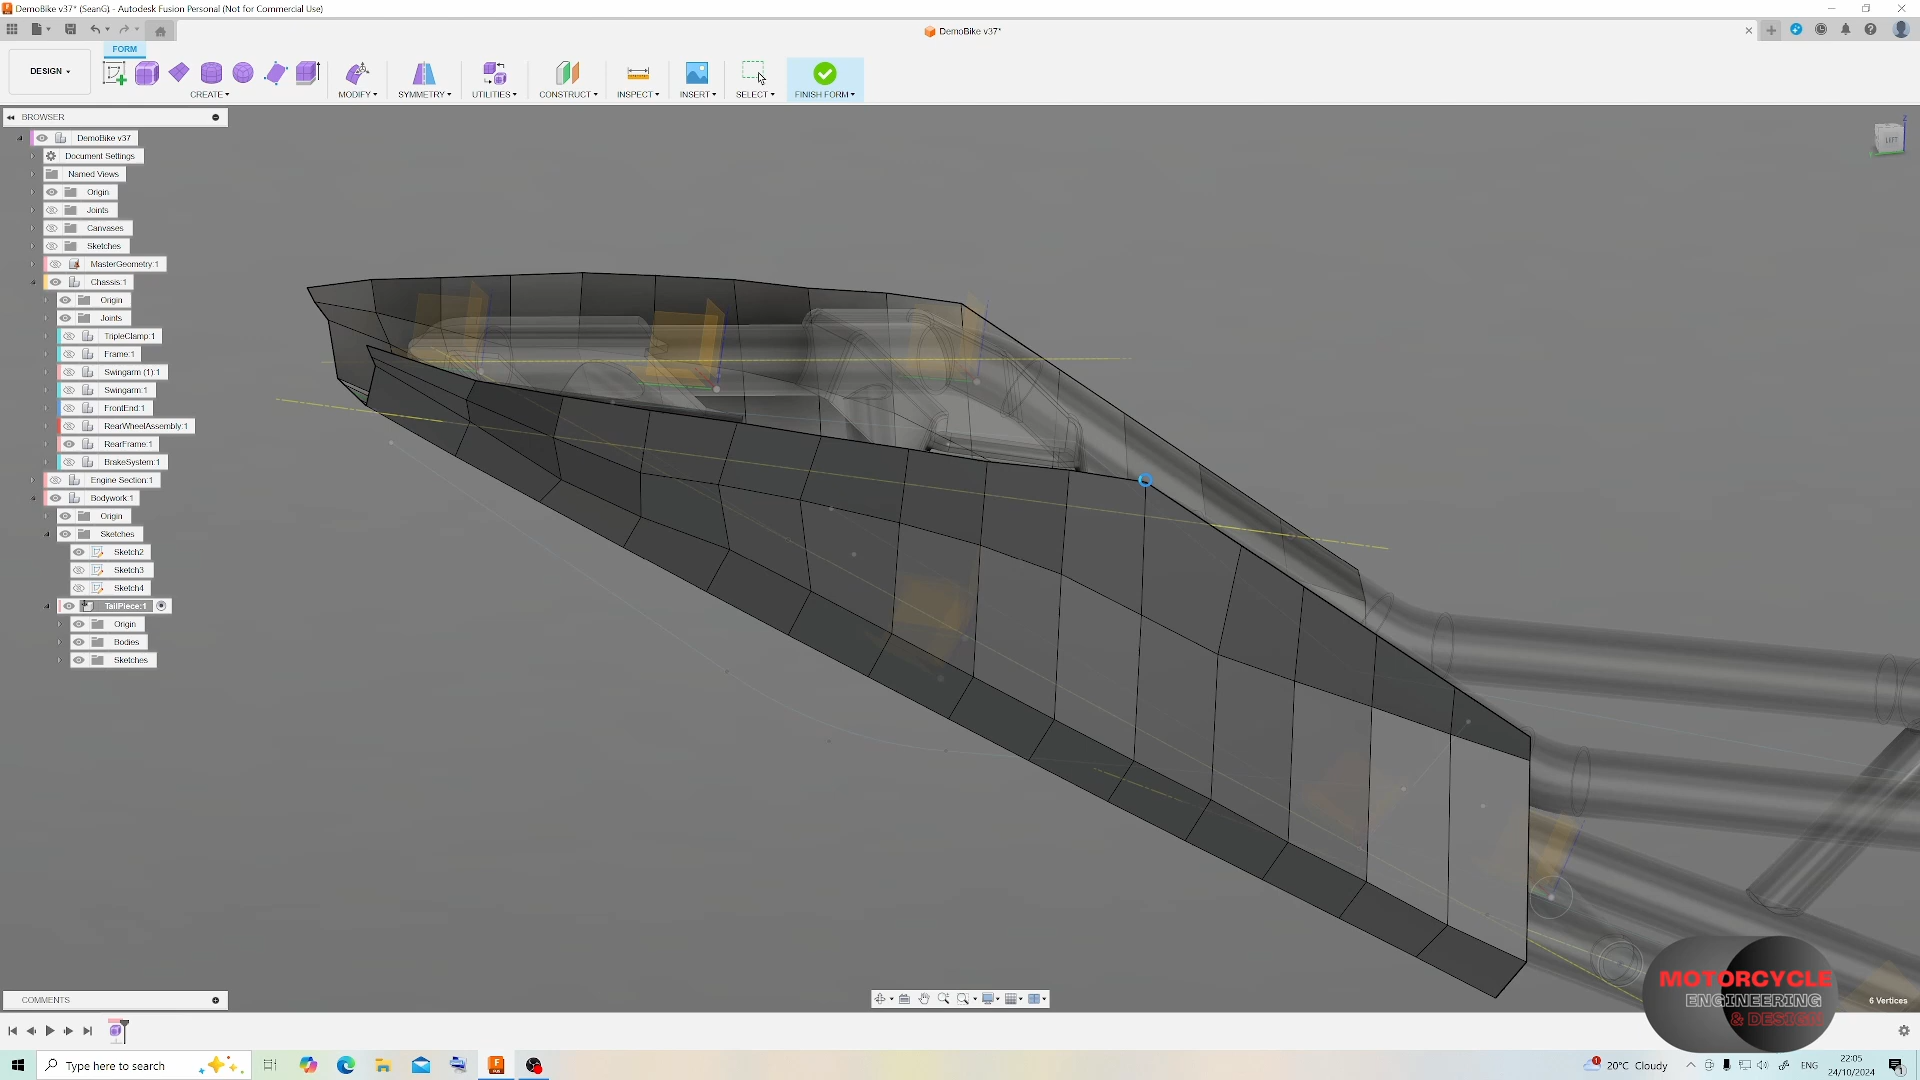 DemoBike v37* (SeanG) - Autodesk Fusion Personal (Not for Commercial Use)
DemoBike v37*
FORM
DESIGN
CREATE
MODIFY
SYMMETRY
UTILITIES
CONSTRUCT
INSPECT
INSERT
SELECT
FINISH FORM
BROWSER
DemoBike v37
Document Settings
Named Views
Origin
Joints
Canvases
Sketches
MasterGeometry:1
Chassis:1
Origin
Joints
TripleClamp:1
Frame:1
Swingarm (1):1
Swingarm:1
FrontEnd:1
RearWheelAssembly:1
RearFrame:1
BrakeSystem:1
Engine Section:1
Bodywork:1
Origin
Sketches
Sketch2
Sketch3
Sketch4
TailPiece:1
Origin
Bodies
Sketches
Z
LEFT
COMMENTS
6 Vertices
MOTORCYCLE
ENGINEERING
& DESIGN
Type here to search
20°C Cloudy
ENG
22:05
24/10/2024